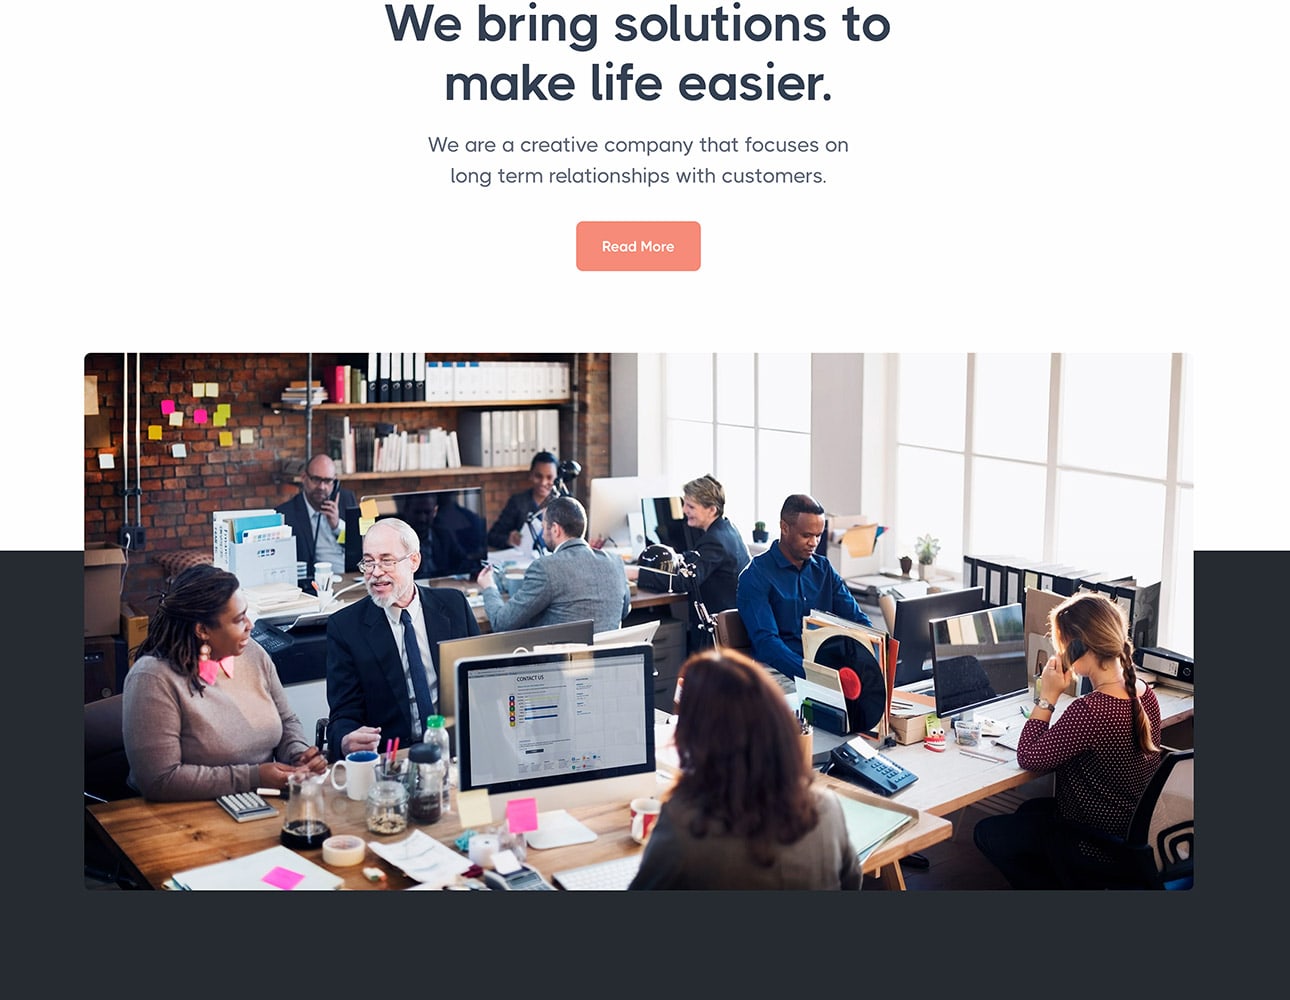 We bring solutions to
make life easier.
We are a creative company that focuses on
long term relationships with customers.
Read More
CONTACT US